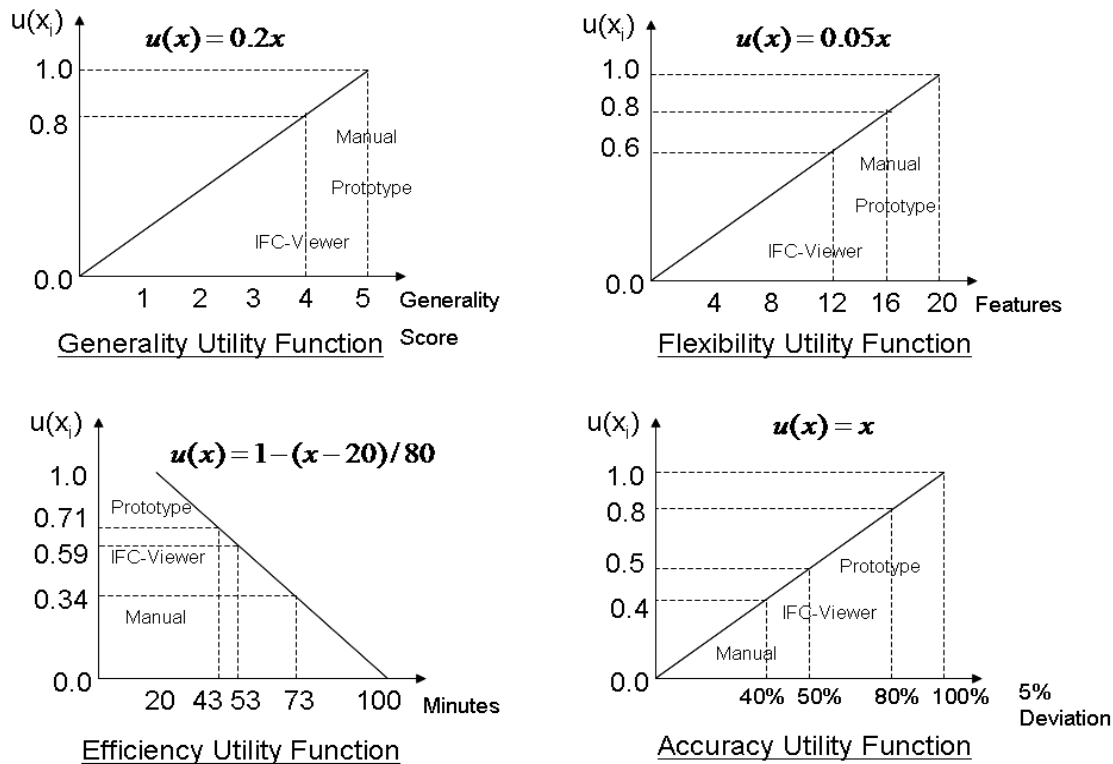 u(xi)
u(x) = 0.2x
1.0
0.8
Manual
Prototype
IFC-Viewer
0.0
1 2 3 4 5 Generality
Score
Generality Utility Function
u(xi)
u(x) = 0.05x
1.0
0.8
0.6
Manual
Prototype
IFC-Viewer
0.0
4 8 12 16 20 Features
Flexibility Utility Function
u(xi)
u(x) = 1-(x-20)/80
1.0
Prototype
0.71
0.59
IFC-Viewer
0.34
Manual
0.0
20 43 53 73 100 Minutes
Efficiency Utility Function
u(xi)
u(x) = x
1.0
0.8
0.5
Prototype
0.4
IFC-Viewer
Manual
0.0
40% 50% 80% 100% 5%
Deviation
Accuracy Utility Function